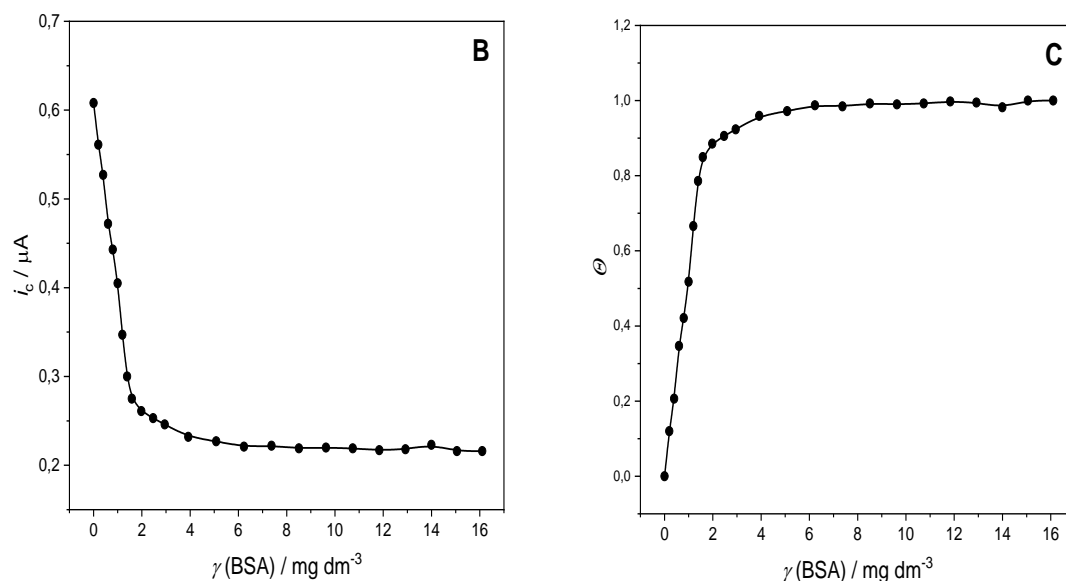 B
0,7
0,6
0,5
0,4
0,3
0,2
i_c / μA
0 2 4 6 8 10 12 14 16
γ (BSA) / mg dm⁻³
C
1,2
1,0
0,8
0,6
0,4
0,2
0,0
Θ
0 2 4 6 8 10 12 14 16
γ (BSA) / mg dm⁻³